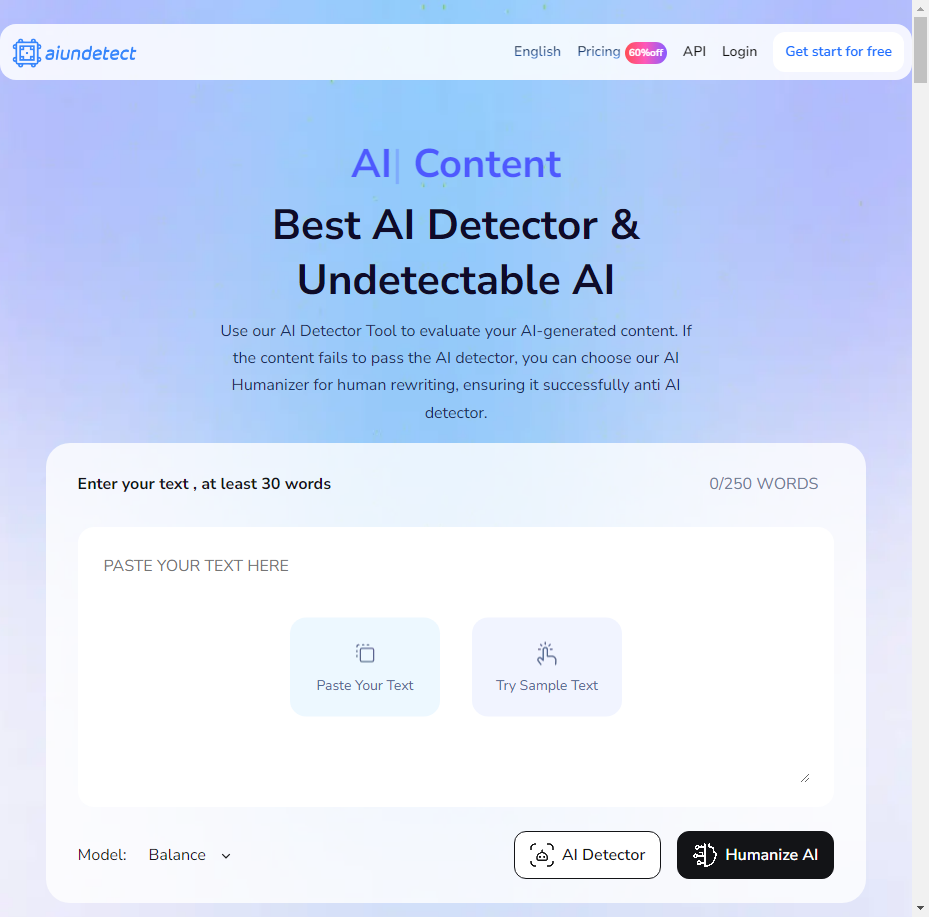 aiundetect
English Pricing 60%off API Login Get start for free
AI| Content
Best AI Detector &
Undetectable AI
Use our AI Detector Tool to evaluate your AI-generated content. If
the content fails to pass the AI detector, you can choose our AI
Humanizer for human rewriting, ensuring it successfully anti AI
detector.
Enter your text , at least 30 words 0/250 WORDS
PASTE YOUR TEXT HERE
Paste Your Text Try Sample Text
Model: Balance AI Detector Humanize AI